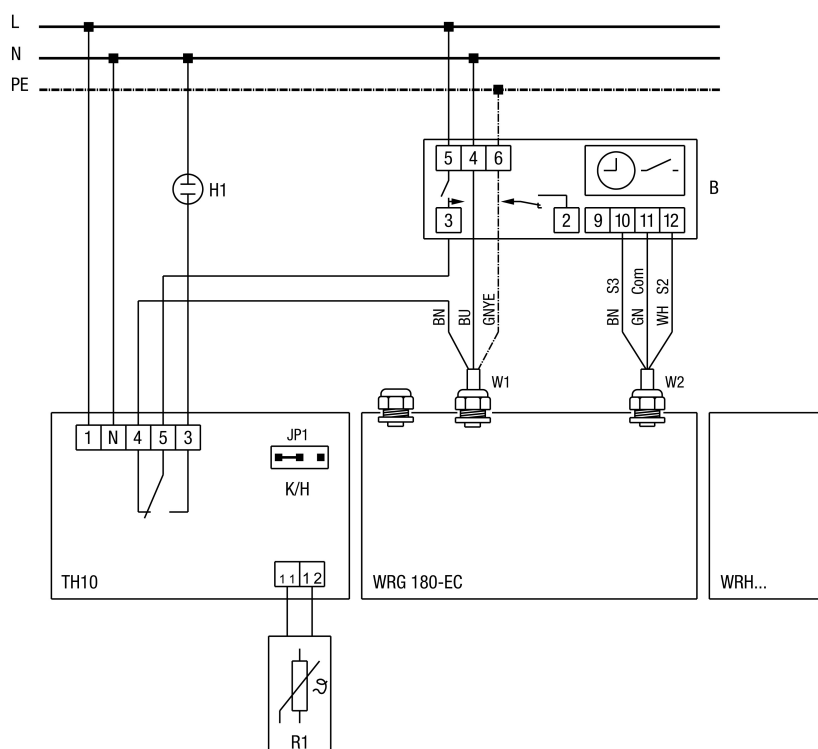 L
N
PE
H1
5 4 6
B
3 2 9 10 11 12
BN BU GNYE
BN S3
GN Com
WH S2
W1 W2
1 N 4 5 3
JP1
K/H
TH10
11 12
WRG 180-EC
WRH...
R1